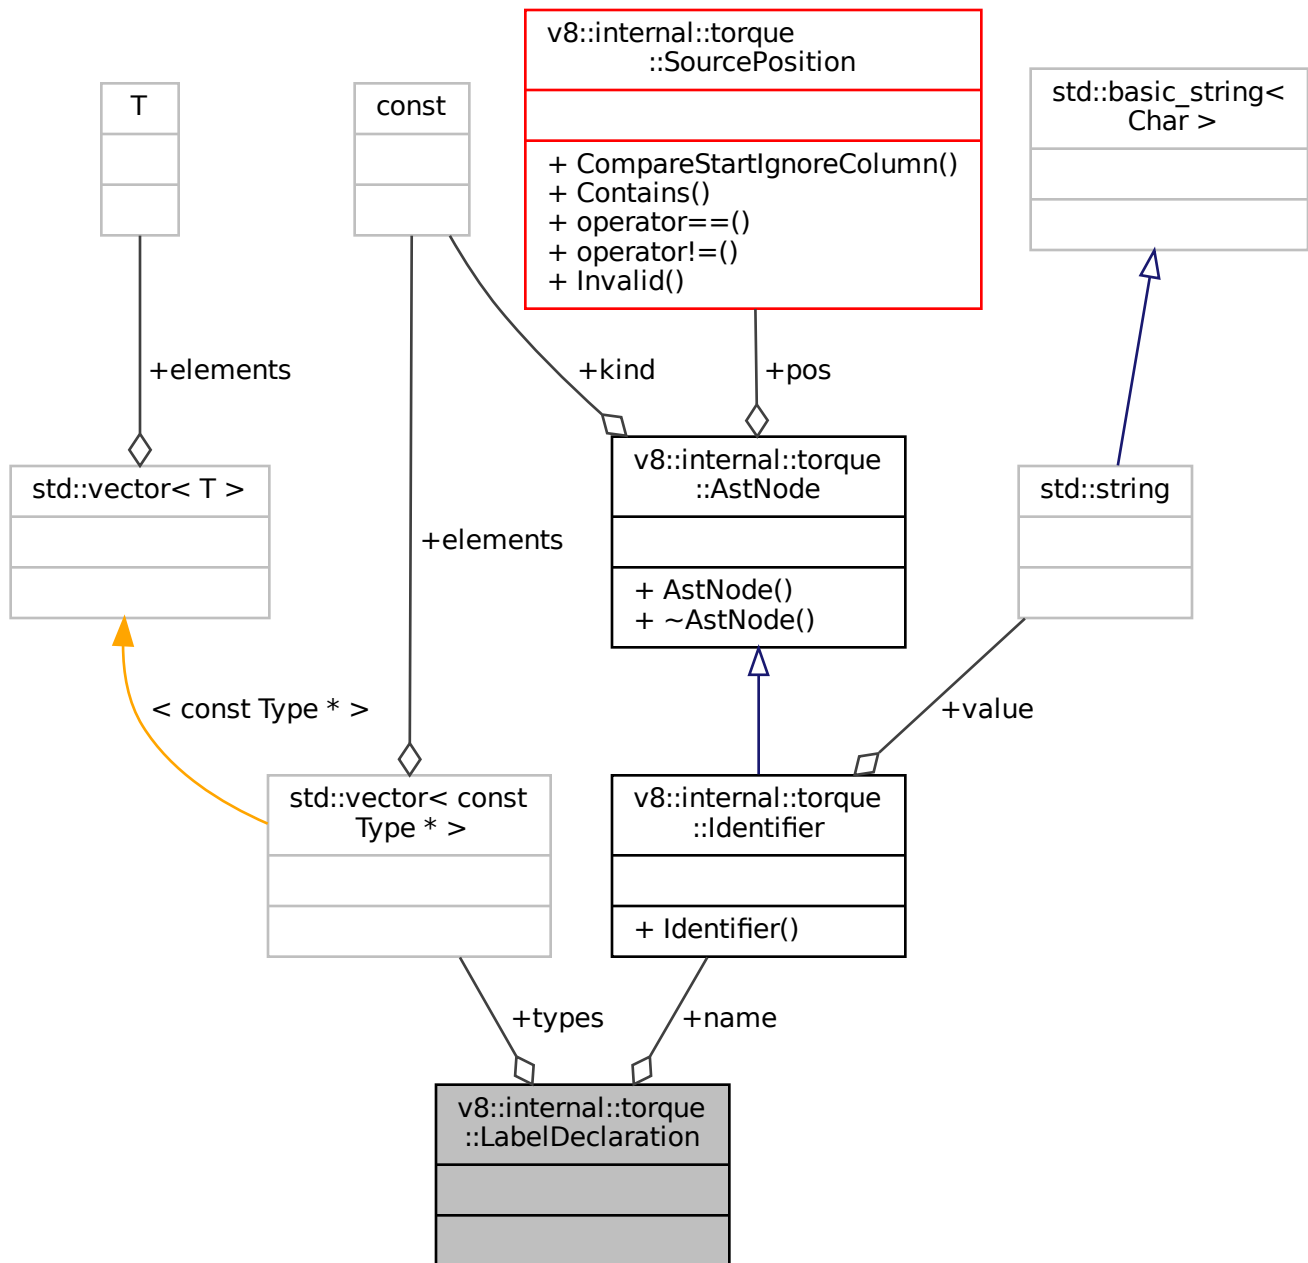 v8::internal::torque
::SourcePosition
+ CompareStartIgnoreColumn()
+ Contains()
+ operator==()
+ operator!=()
+ Invalid()
T
const
std::basic_string<
Char >
+elements
+kind
+pos
std::vector< T >
v8::internal::torque
::AstNode
+ AstNode()
+ ~AstNode()
std::string
+elements
< const Type * >
+value
std::vector< const
Type * >
v8::internal::torque
::Identifier
+ Identifier()
+types
+name
v8::internal::torque
::LabelDeclaration